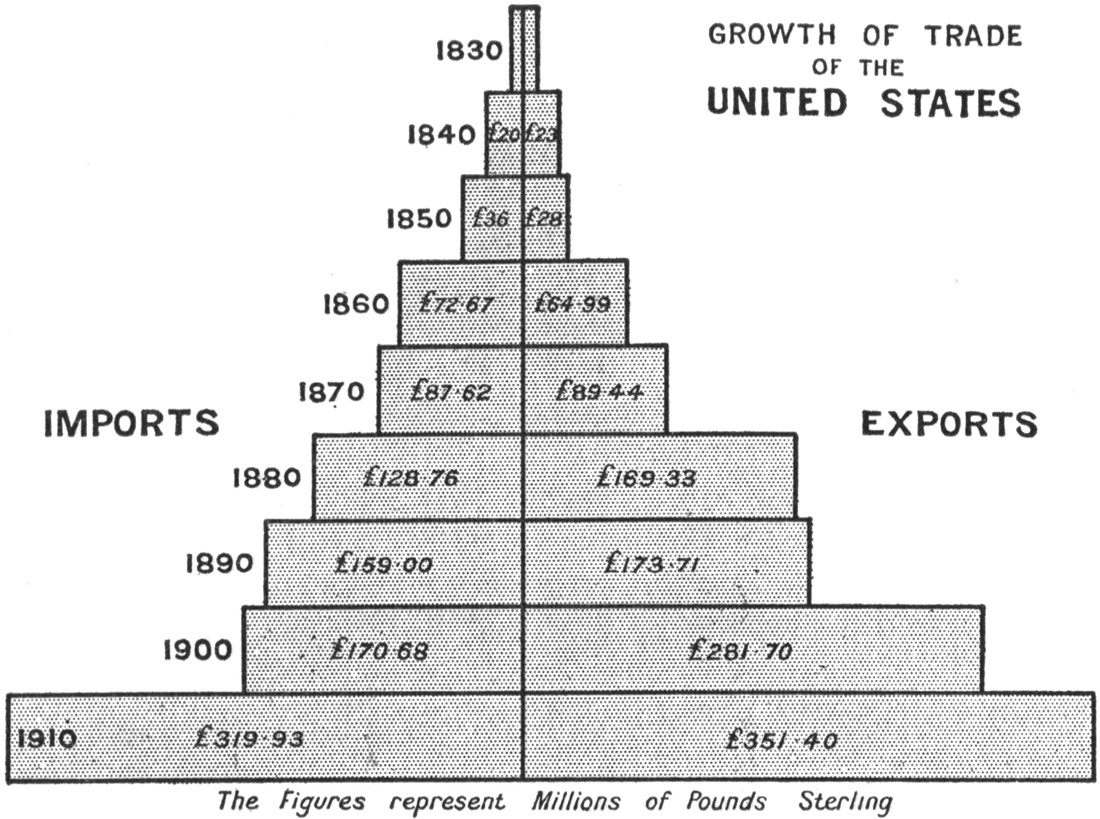 GROWTH OF TRADE
OF THE
UNITED STATES
1830
1840 £20 £23
1850 £36 £28
1860 £72·67 £64·99
1870 £87·62 £89 44
IMPORTS EXPORTS
1880 £128 76 £169 33
1890 £159·00 £173·71
1900 £170 68 £281 70
1910 £319·93 £351·40
The Figures represent Millions of Pounds Sterling